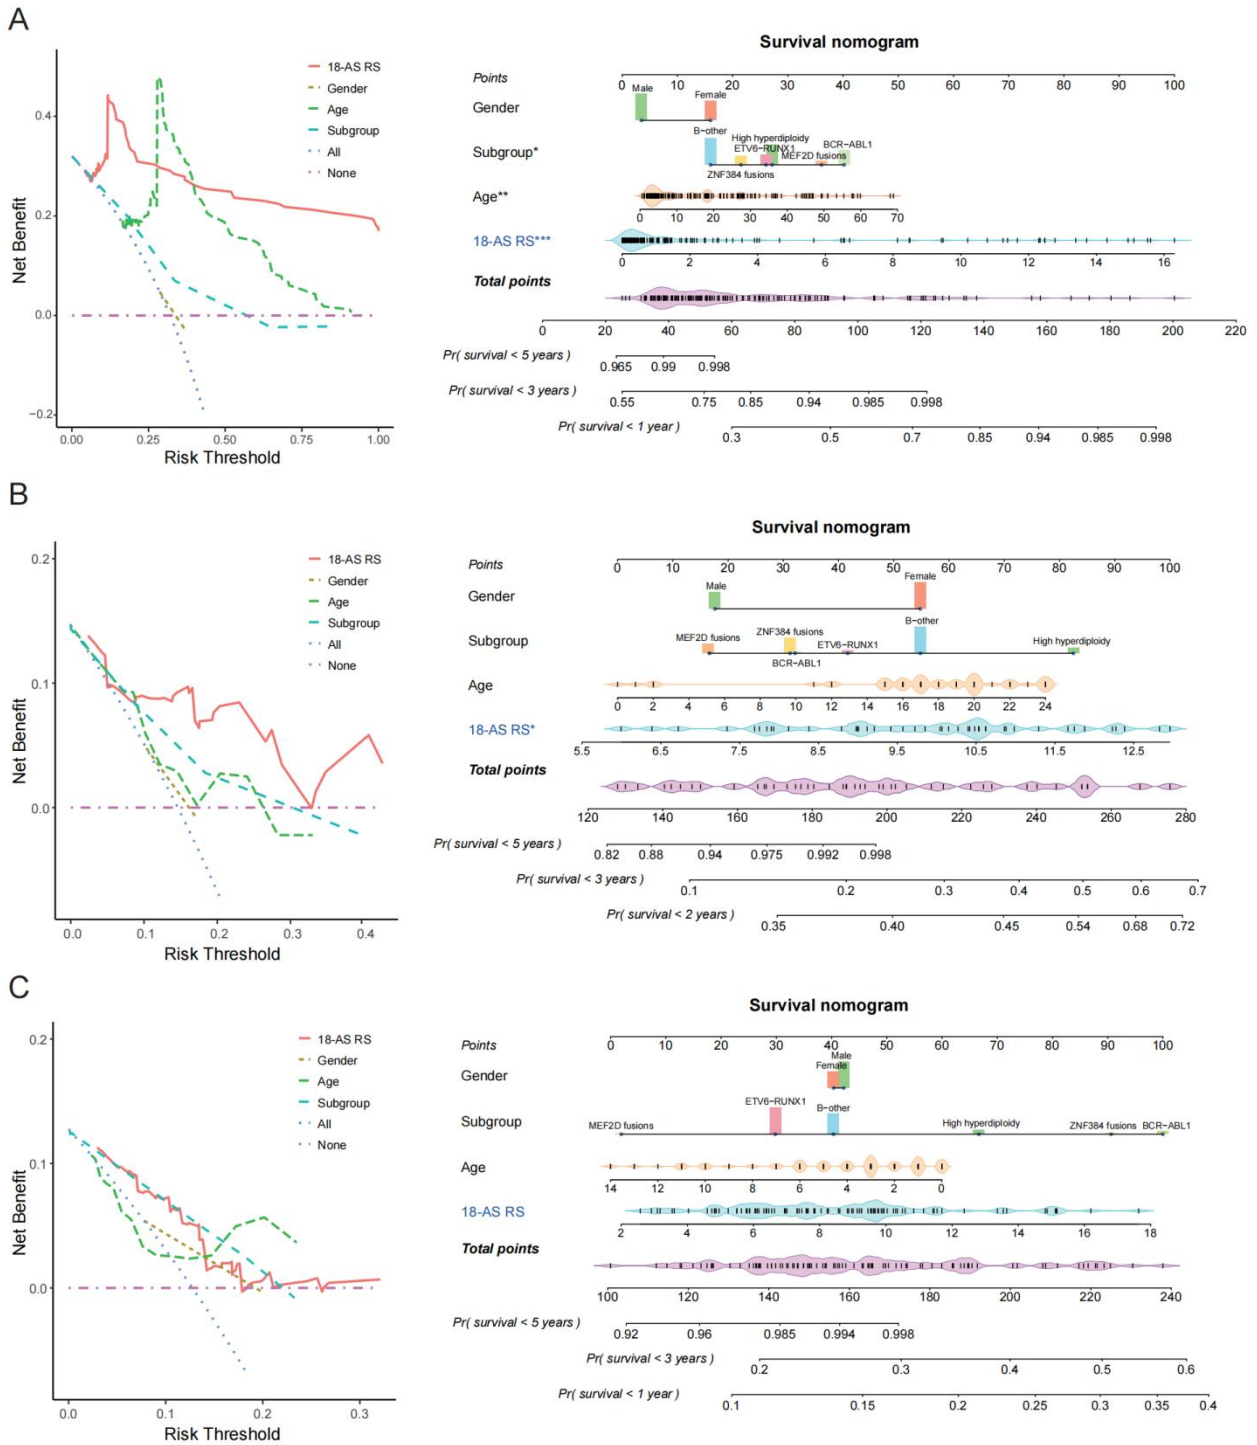 A
0.4
0.2
0.0
−0.2
Net Benefit
0.00 0.25 0.50 0.75 1.00
Risk Threshold
18-AS RS
Gender
Age
Subgroup
All
None
Survival nomogram
Points
0 10 20 30 40 50 60 70 80 90 100
Gender
Male
Female
Subgroup*
B-other
ZNF384 fusions
ETV6-RUNX1
High hyperdiploidy
MEF2D fusions
BCR-ABL1
Age**
0 10 20 30 40 50 60 70
18-AS RS***
0 2 4 6 8 10 12 14 16
Total points
0 20 40 60 80 100 120 140 160 180 200 220
Pr( survival < 5 years )
0.965 0.99 0.998
Pr( survival < 3 years )
0.55 0.75 0.85 0.94 0.985 0.998
Pr( survival < 1 year )
0.3 0.5 0.7 0.85 0.94 0.985 0.998
B
0.2
0.1
0.0
Net Benefit
0.0 0.1 0.2 0.3 0.4
Risk Threshold
18-AS RS
Gender
Age
Subgroup
All
None
Survival nomogram
Points
0 10 20 30 40 50 60 70 80 90 100
Gender
Male
Female
Subgroup
MEF2D fusions
ZNF384 fusions
BCR-ABL1
ETV6-RUNX1
B-other
High hyperdiploidy
Age
0 2 4 6 8 10 12 14 16 18 20 22 24
18-AS RS*
5.5 6.5 7.5 8.5 9.5 10.5 11.5 12.5
Total points
120 140 160 180 200 220 240 260 280
Pr( survival < 5 years )
0.82 0.88 0.94 0.975 0.992 0.998
Pr( survival < 3 years )
0.1 0.2 0.3 0.4 0.5 0.6 0.7
Pr( survival < 2 years )
0.35 0.40 0.45 0.54 0.68 0.72
C
0.2
0.1
0.0
Net Benefit
0.0 0.1 0.2 0.3
Risk Threshold
18-AS RS
Gender
Age
Subgroup
All
None
Survival nomogram
Points
0 10 20 30 40 50 60 70 80 90 100
Gender
Male
Female
Subgroup
MEF2D fusions
ETV6-RUNX1
B-other
High hyperdiploidy
ZNF384 fusions
BCR-ABL1
Age
14 12 10 8 6 4 2 0
18-AS RS
2 4 6 8 10 12 14 16 18
Total points
100 120 140 160 180 200 220 240
Pr( survival < 5 years )
0.92 0.96 0.985 0.994 0.998
Pr( survival < 3 years )
0.2 0.3 0.4 0.5 0.6
Pr( survival < 1 year )
0.1 0.15 0.2 0.25 0.3 0.35 0.4